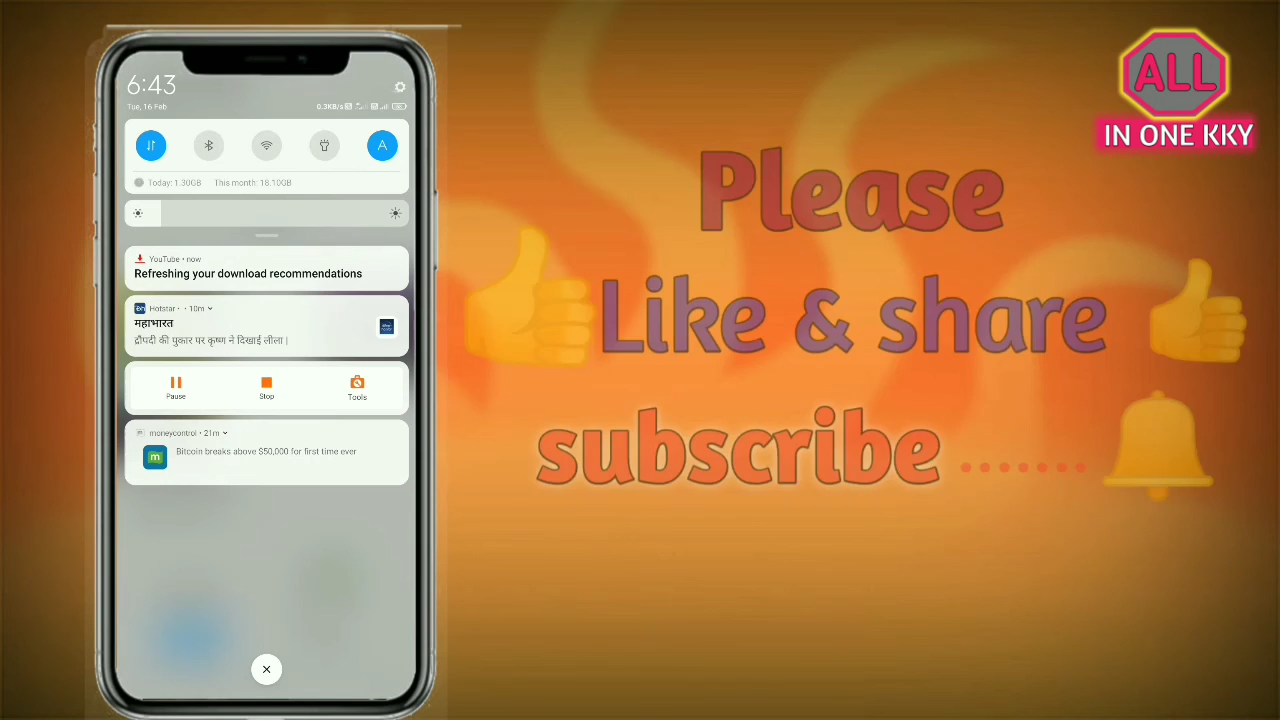 6:43
Tue, 16 Feb
0.3KB/s
A
Today: 1.30GB This month: 18.10GB
YouTube • now
Refreshing your download recommendations
Hotstar • • 10m
महाभारत
द्रौपदी की पुकार पर कृष्ण ने दिखाई लीला।
Pause Stop Tools
moneycontrol • 21m
m Bitcoin breaks above $50,000 for first time ever
Please
Like & share
subscribe ........
ALL
IN ONE KKY